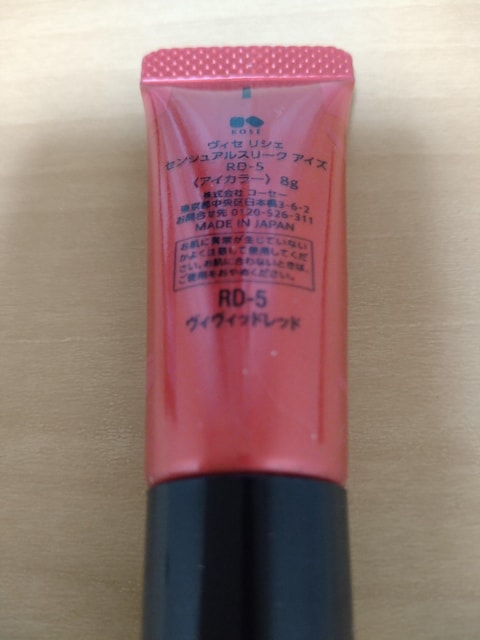 KOSÉ
ヴィセ リシェ
センシュアルスリーク アイズ
RD-5
〈アイカラー〉 8g
株式会社 コーセー
東京都中央区日本橋3-6-2
お問合せ先 0120-526-311
MADE IN JAPAN
お肌に異常が生じていない
かよく注意して使用してくだ
さい。お肌に合わないときは、
ご使用をおやめください。
RD-5
ヴィヴィッドレッド